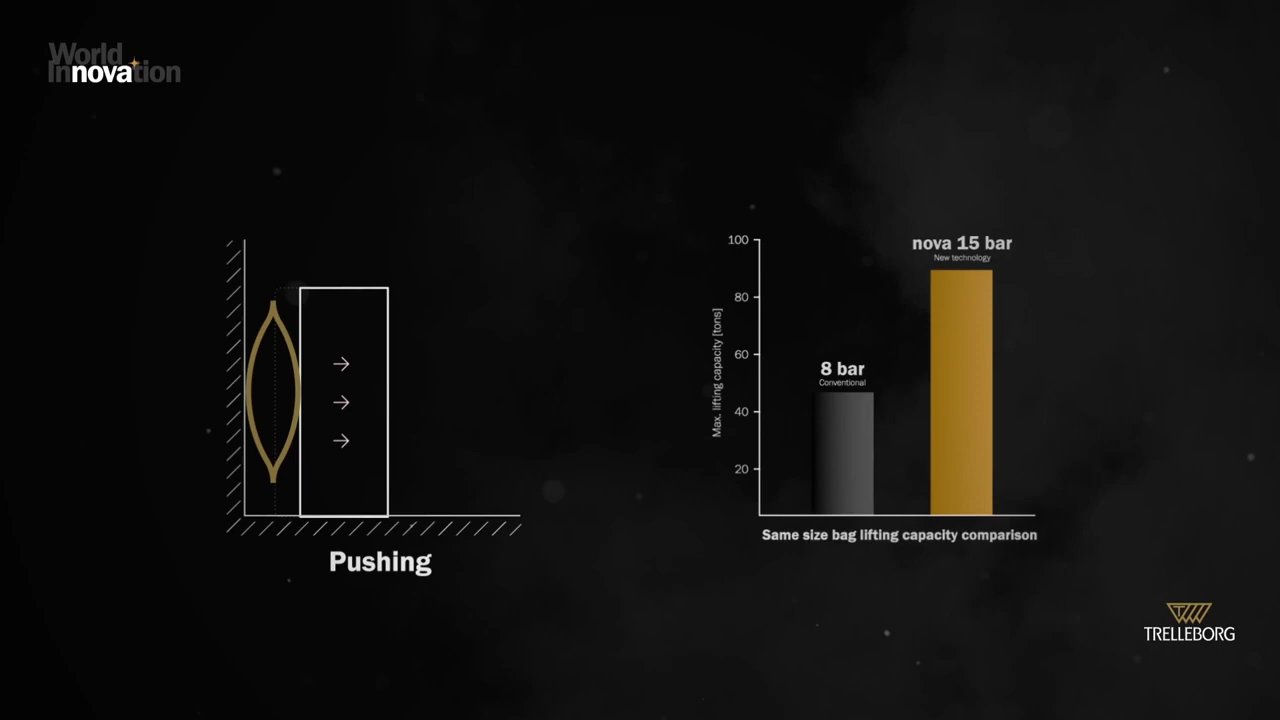 World
Innovation
100
80
60
40
20
Max. lifting capacity [tons]
8 bar
Conventional
nova 15 bar
New technology
Same size bag lifting capacity comparison
Pushing
T
TRELLEBORG